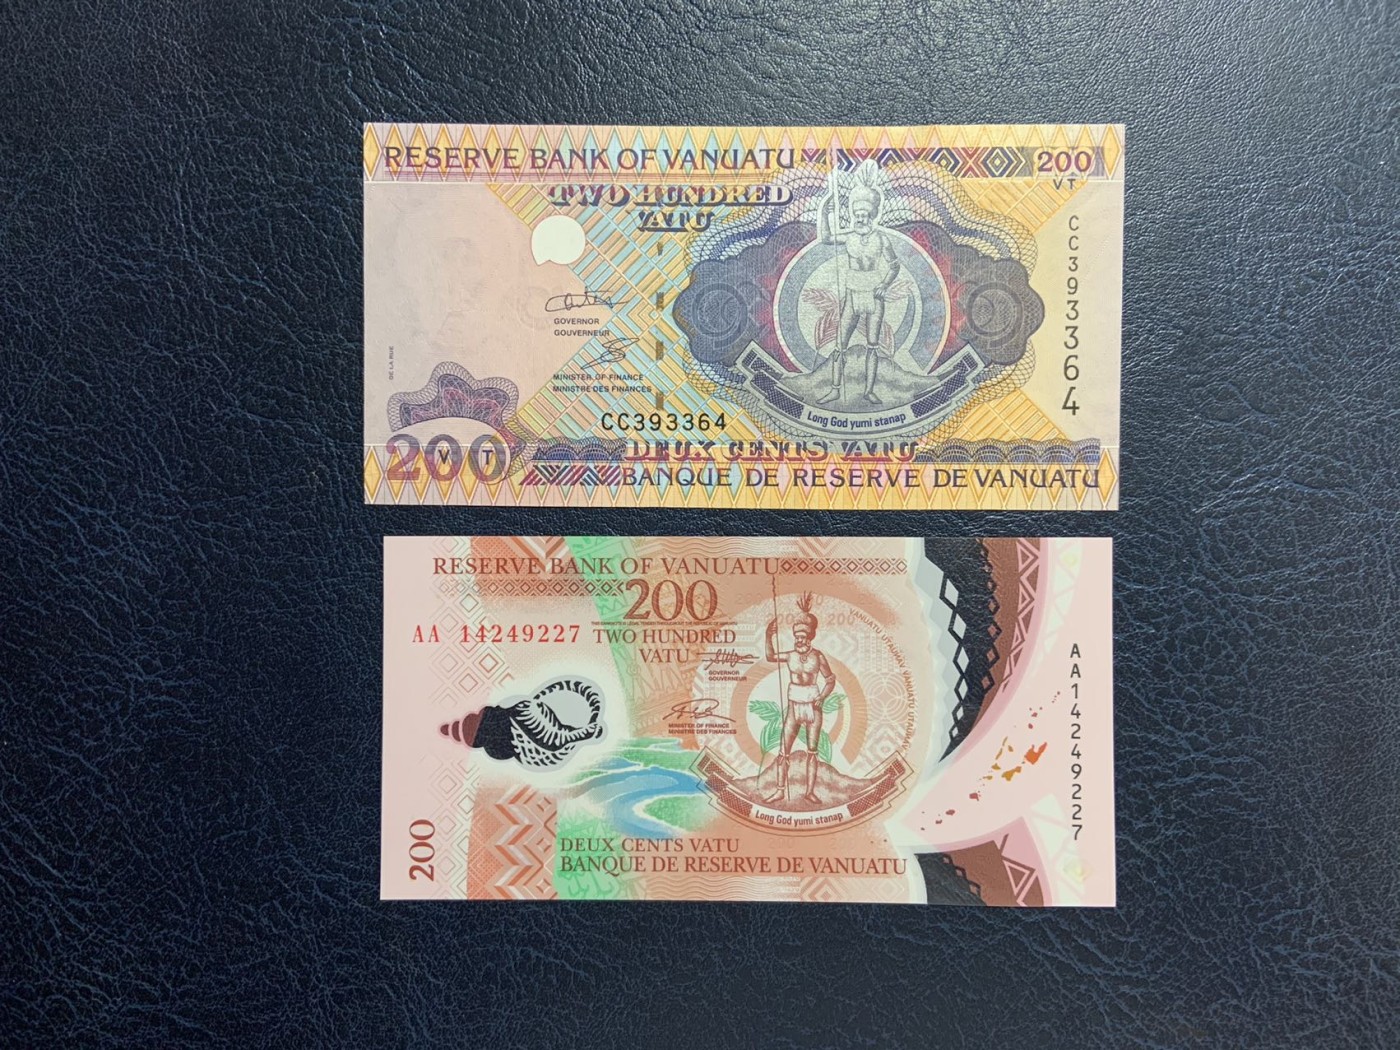 RESERVE BANK OF VANUATU
200
VT
TWO HUNDRED
VATU
CC393364
GOVERNOR
GOUVERNEUR
MINISTER OF FINANCE
MINISTRE DES FINANCES
DE LA RUE
CC393364
Long God yumi stanap
200
V T
DEUX CENTS VATU
BANQUE DE RESERVE DE VANUATU
RESERVE BANK OF VANUATU
200
AA 14249227
TWO HUNDRED
VATU
GOVERNOR
GOUVERNEUR
MINISTER OF FINANCE
MINISTRE DES FINANCES
AA14249227
Long God yumi stanap
200
DEUX CENTS VATU
BANQUE DE RESERVE DE VANUATU